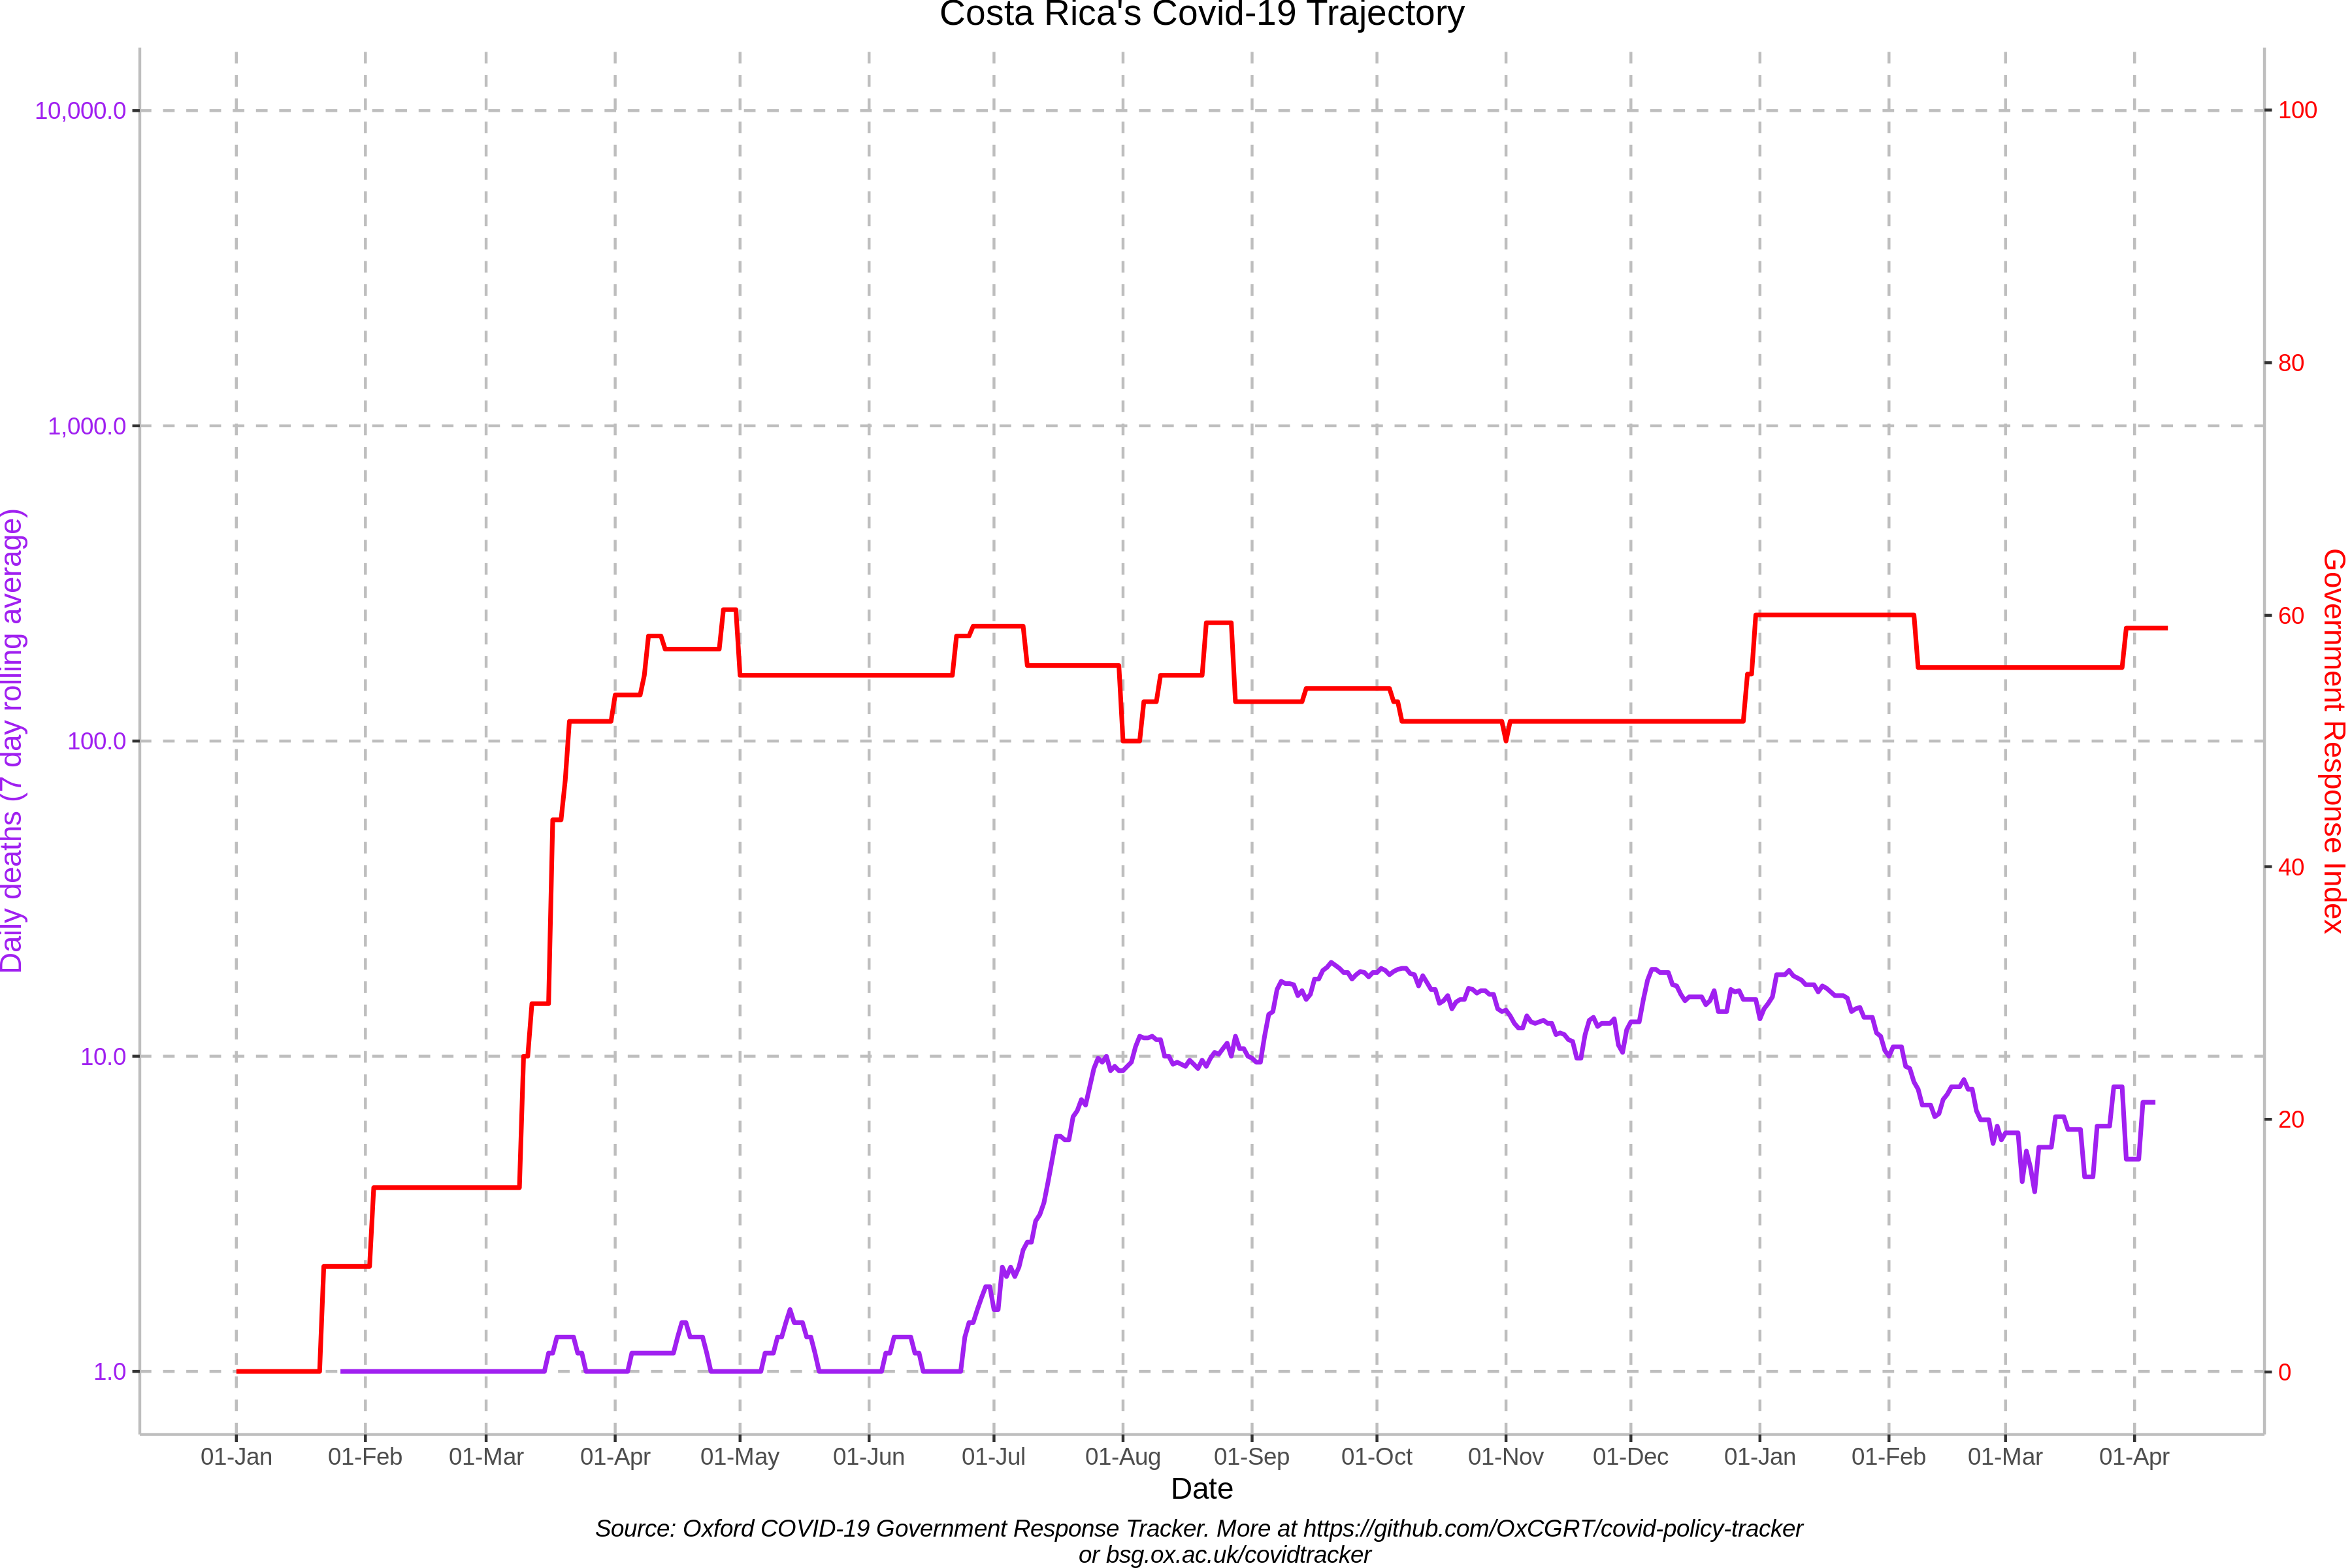 Costa Rica's Covid-19 Trajectory
10,000.0
1,000.0
100.0
10.0
1.0
Daily deaths (7 day rolling average)
100
80
60
40
20
0
Government Response Index
01-Jan 01-Feb 01-Mar 01-Apr 01-May 01-Jun 01-Jul 01-Aug 01-Sep 01-Oct 01-Nov 01-Dec 01-Jan 01-Feb 01-Mar 01-Apr
Date
Source: Oxford COVID-19 Government Response Tracker. More at https://github.com/OxCGRT/covid-policy-tracker
or bsg.ox.ac.uk/covidtracker